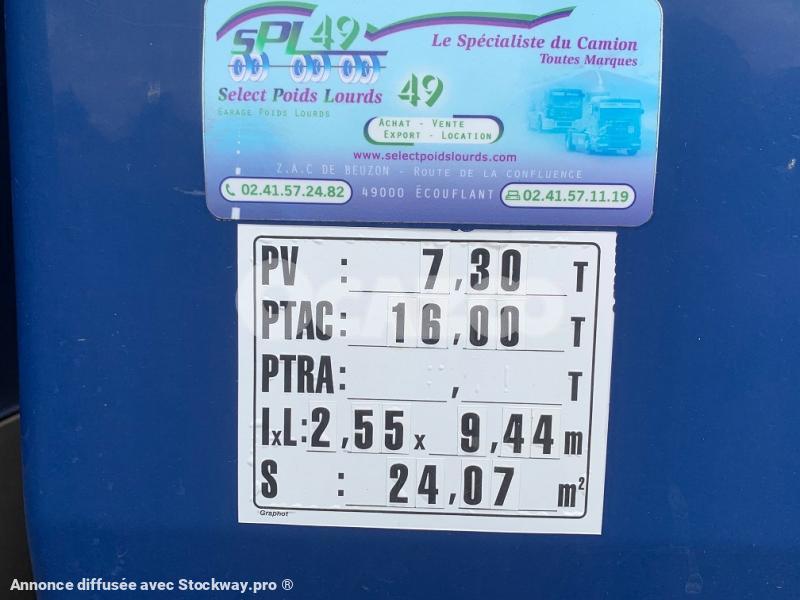 SPL 49
Le Spécialiste du Camion
Toutes Marques
Select Poids Lourds 49
GARAGE POIDS LOURDS
ACHAT - VENTE
EXPORT - LOCATION
www.selectpoidslourds.com
Z.A.C DE BEUZON - ROUTE DE LA CONFLUENCE
02.41.57.24.82 49000 ÉCOUFLANT 02.41.57.11.19
PV : 7,30 T
PTAC: 16,00 T
PTRA: , T
lxL: 2,55 x 9,44 m
S : 24,07 m²
Graphot
Annonce diffusée avec Stockway.pro ®